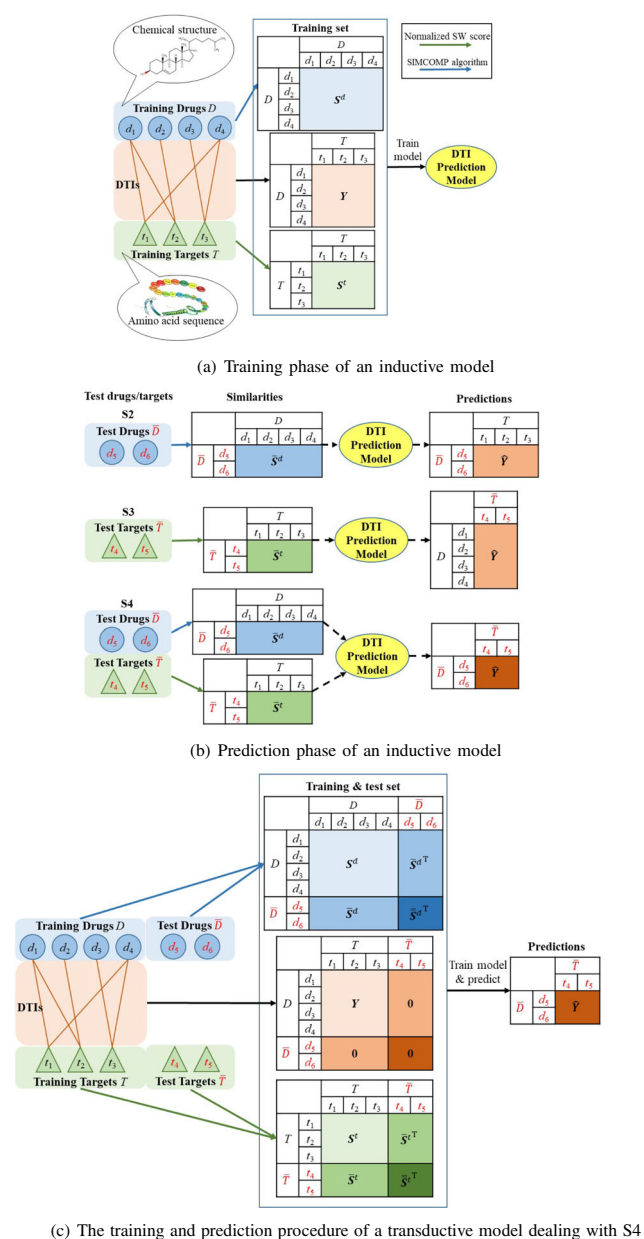 Chemical structure
Training Drugs D
d1 d2 d3 d4
DTIs
t1 t2 t3
Training Targets T
Amino acid sequence
Training set
D
d1 d2 d3 d4
D
d1
d2
d3
d4
S^d
T
t1 t2 t3
D
d1
d2
d3
d4
Y
T
t1 t2 t3
T
t1
t2
t3
S^t
Normalized SW score
SIMCOMP algorithm
Train
model
DTI
Prediction
Model
(a) Training phase of an inductive model
Test drugs/targets
Similarities
Predictions
S2
Test Drugs D̅
d5 d6
D
d1 d2 d3 d4
D̅
d5
d6
S̅^d
DTI
Prediction
Model
T
t1 t2 t3
D̅
d5
d6
Ŷ
S3
Test Targets T̅
t4 t5
T
t1 t2 t3
T̅
t4
t5
S̅^t
DTI
Prediction
Model
T̅
t4 t5
D
d1
d2
d3
d4
Ŷ
S4
Test Drugs D̅
d5 d6
Test Targets T̅
t4 t5
D
d1 d2 d3 d4
D̅
d5
d6
S̅^d
T
t1 t2 t3
T̅
t4
t5
S̅^t
DTI
Prediction
Model
T̅
t4 t5
D̅
d5
d6
Ŷ
(b) Prediction phase of an inductive model
Training & test set
Training Drugs D
d1 d2 d3 d4
Test Drugs D̅
d5 d6
DTIs
t1 t2 t3
Training Targets T
t4 t5
Test Targets T̅
D D̅
d1 d2 d3 d4 d5 d6
D
d1
d2
d3
d4
S^d S̅^d^T
D̅
d5
d6
S̅^d S̅^d^T
T T̅
t1 t2 t3 t4 t5
D
d1
d2
d3
d4
Y 0
D̅
d5
d6
0 0
T T̅
t1 t2 t3 t4 t5
T
t1
t2
t3
S^t S̅^t^T
T̅
t4
t5
S̅^t S̅^t^T
Train model
& predict
Predictions
T̅
t4 t5
D̅
d5
d6
Ŷ
(c) The training and prediction procedure of a transductive model dealing with S4